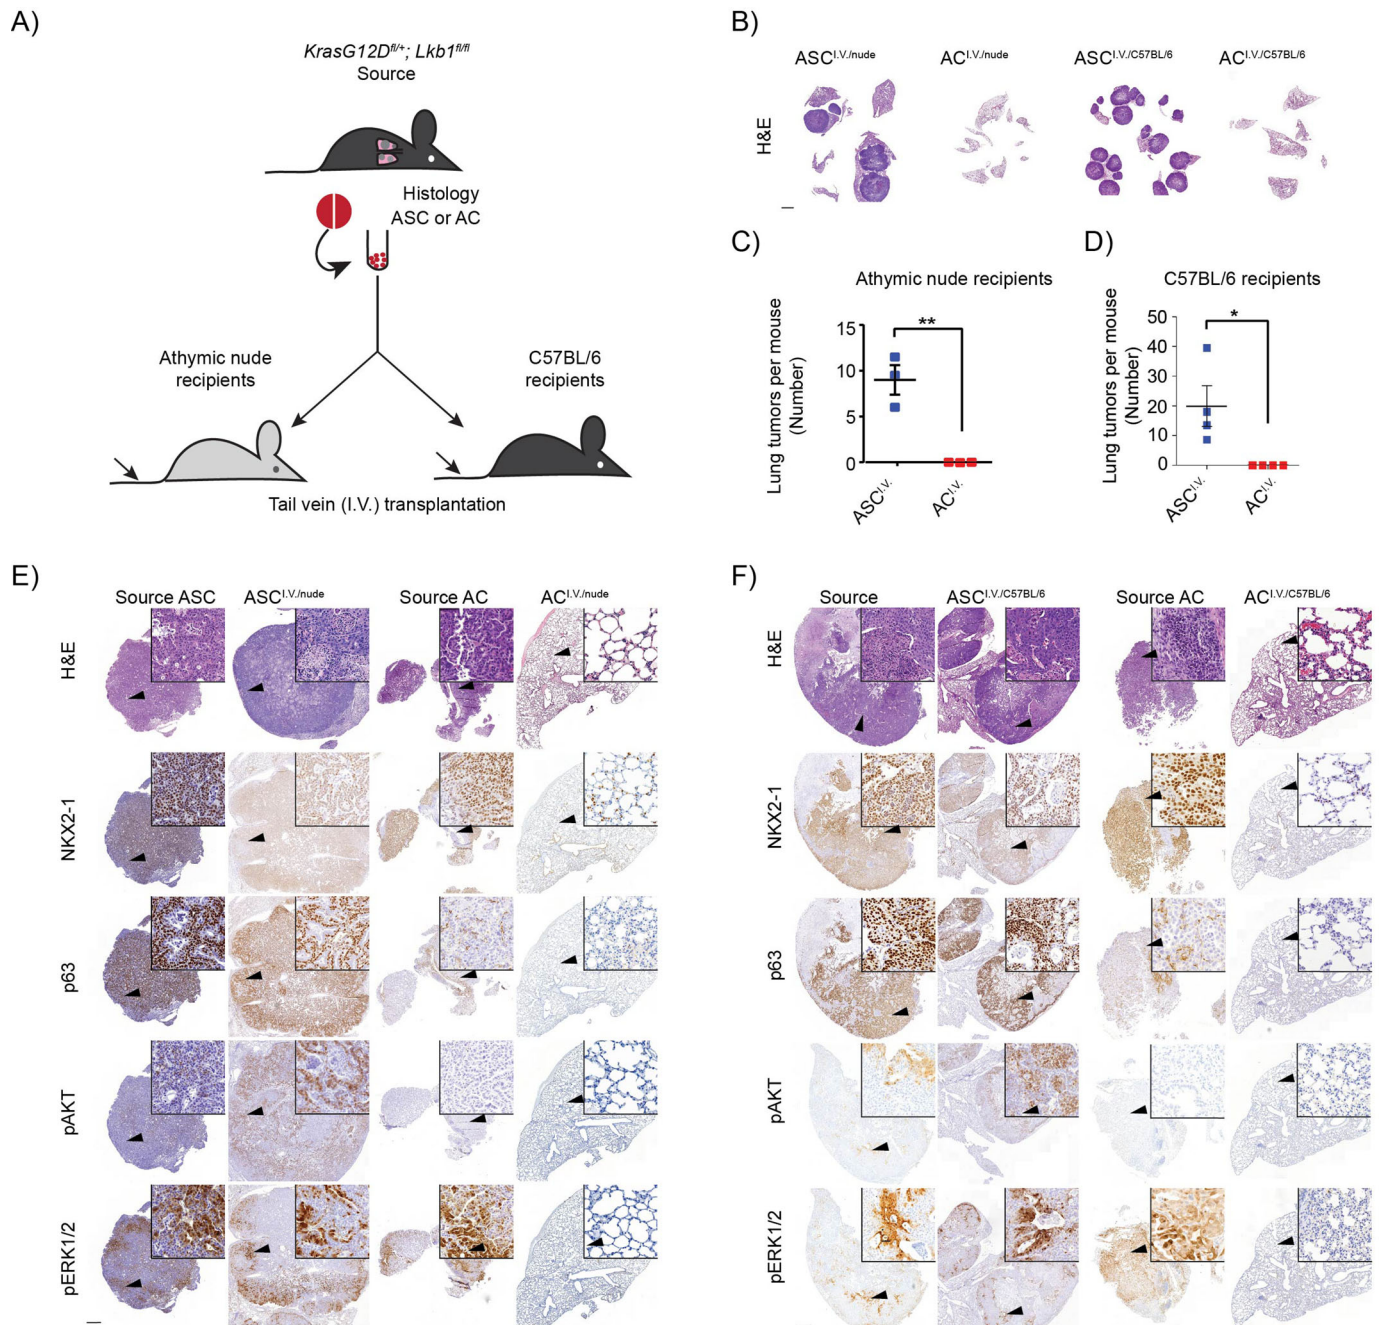 A)
KrasG12Dfl/+; Lkb1fl/fl
Source
Histology
ASC or AC
Athymic nude
recipients
C57BL/6
recipients
Tail vein (I.V.) transplantation
B)
ASCI.V./nude
ACI.V./nude
ASCI.V./C57BL/6
ACI.V./C57BL/6
H&E
C)
Athymic nude recipients
Lung tumors per mouse
(Number)
15
10
5
0
**
ASCI.V.
ACI.V.
D)
C57BL/6 recipients
Lung tumors per mouse
(Number)
50
40
30
20
10
0
*
ASCI.V.
ACI.V.
E)
Source ASC
ASCI.V./nude
Source AC
ACI.V./nude
H&E
NKX2-1
p63
pAKT
pERK1/2
F)
Source
ASCI.V./C57BL/6
Source AC
ACI.V./C57BL/6
H&E
NKX2-1
p63
pAKT
pERK1/2